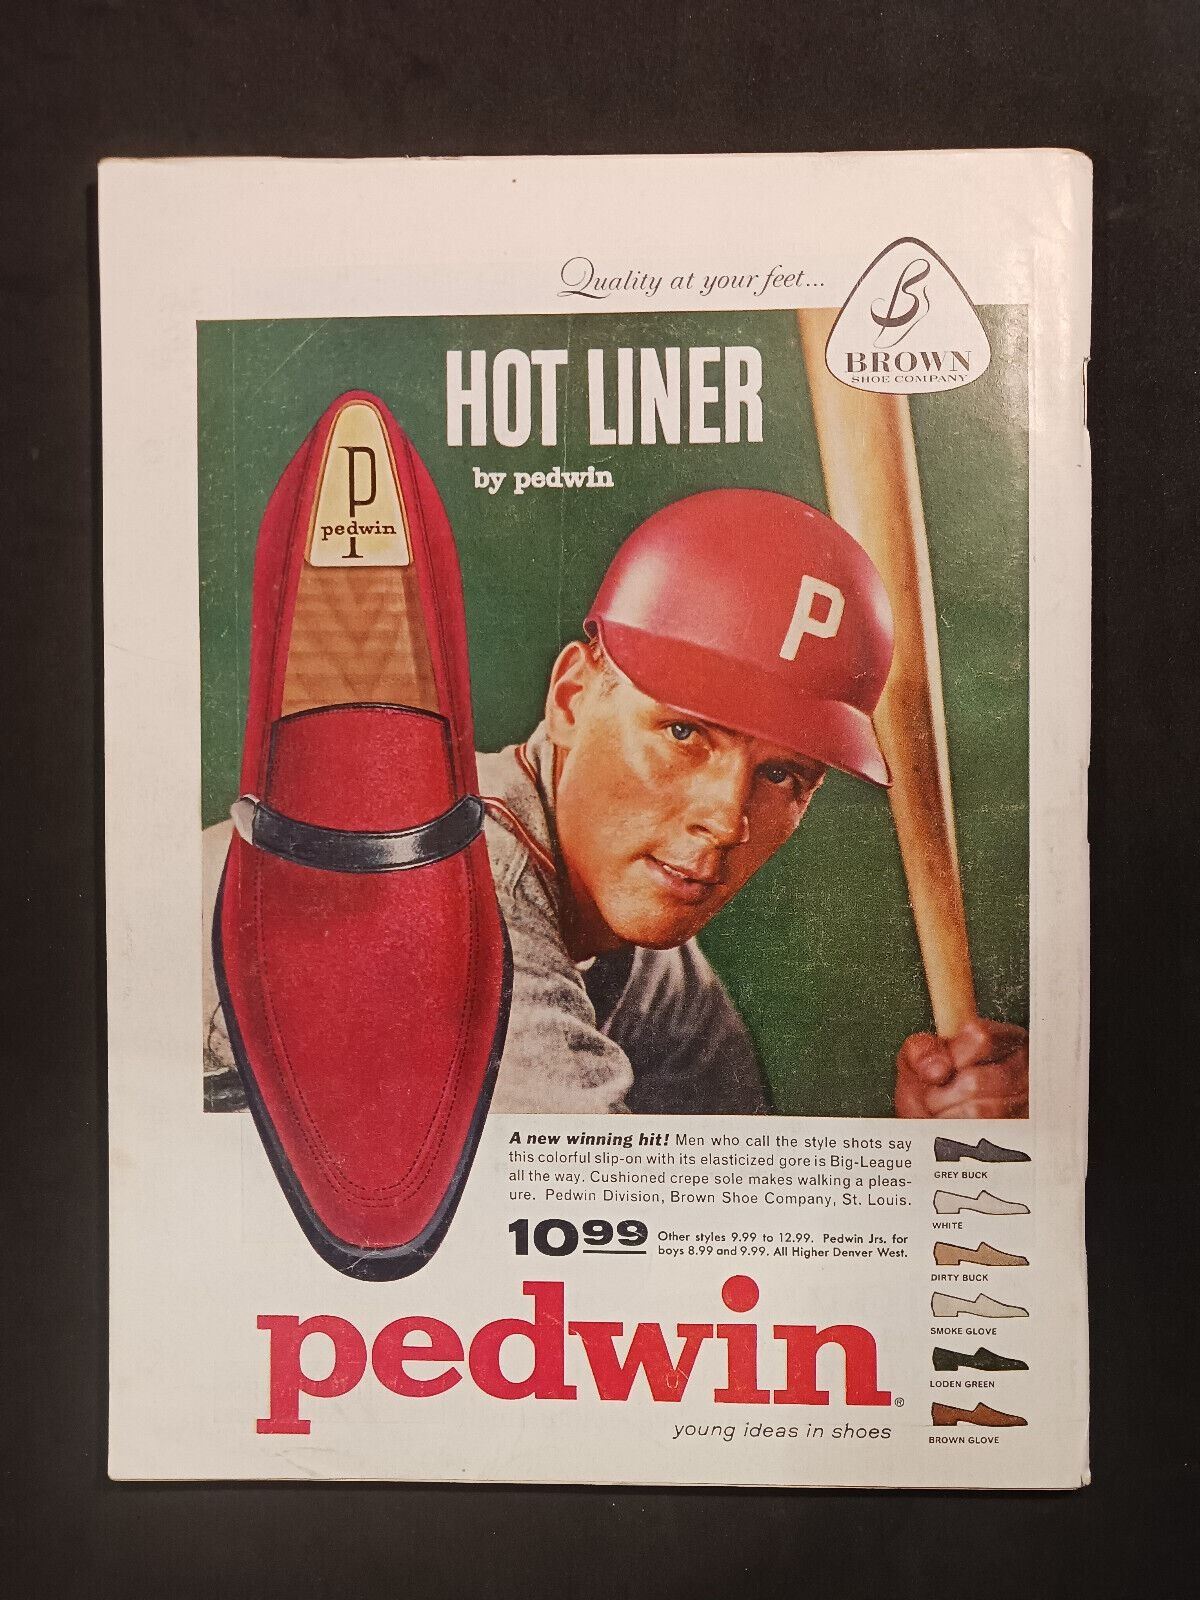 Quality at your feet...
B
BROWN
SHOE COMPANY
HOT LINER
by pedwin
P
pedwin
P
A new winning hit! Men who call the style shots say
this colorful slip-on with its elasticized gore is Big-League
all the way. Cushioned crepe sole makes walking a pleas-
ure. Pedwin Division, Brown Shoe Company, St. Louis.
1099
Other styles 9.99 to 12.99. Pedwin Jrs. for
boys 8.99 and 9.99. All Higher Denver West.
pedwin®
young ideas in shoes
GREY BUCK
WHITE
DIRTY BUCK
SMOKE GLOVE
LODEN GREEN
BROWN GLOVE